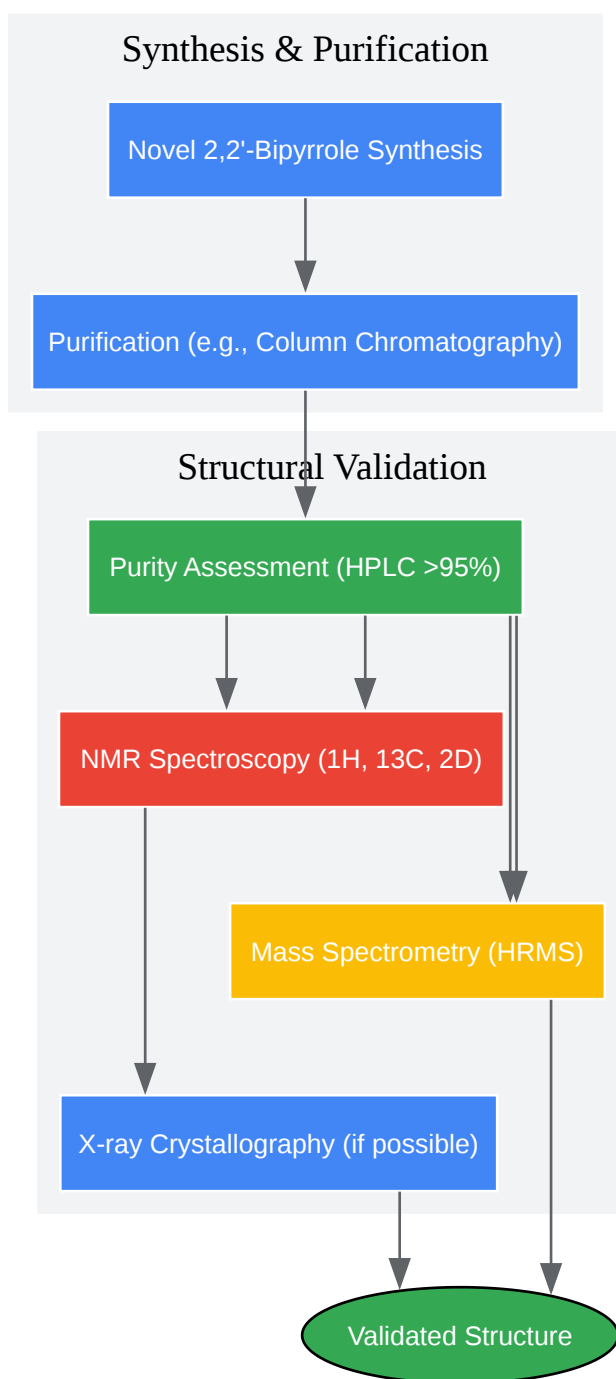 Synthesis & Purification
Novel 2,2'-Bipyrrole Synthesis
Purification (e.g., Column Chromatography)
Structural Validation
Purity Assessment (HPLC >95%)
NMR Spectroscopy (1H, 13C, 2D)
Mass Spectrometry (HRMS)
X-ray Crystallography (if possible)
Validated Structure